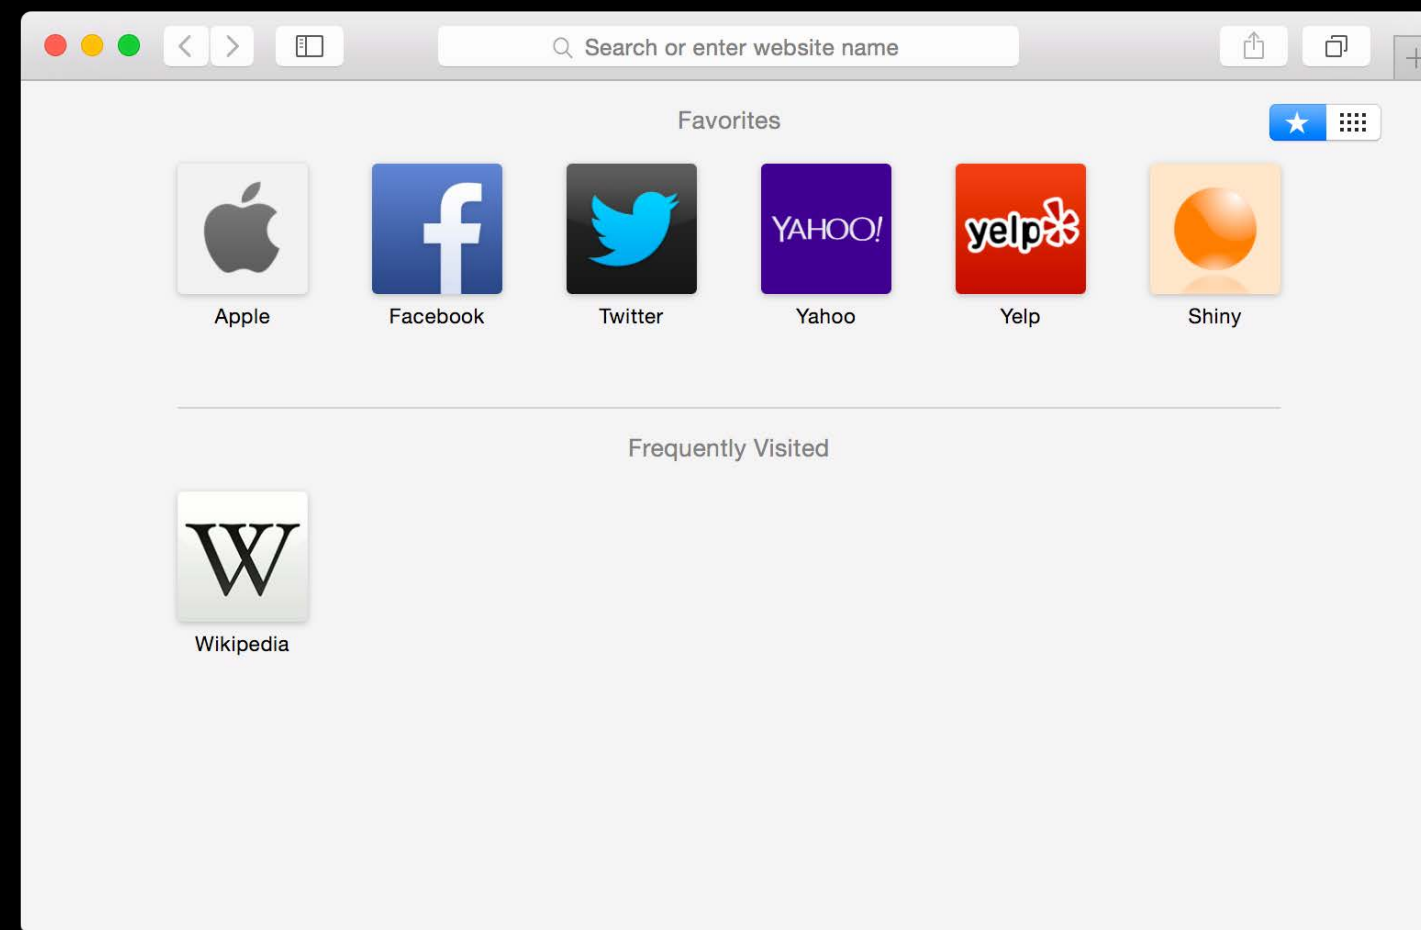 Search or enter website name
Favorites
YAHOO!
yelp
Apple Facebook Twitter Yahoo Yelp Shiny
Frequently Visited
W
Wikipedia